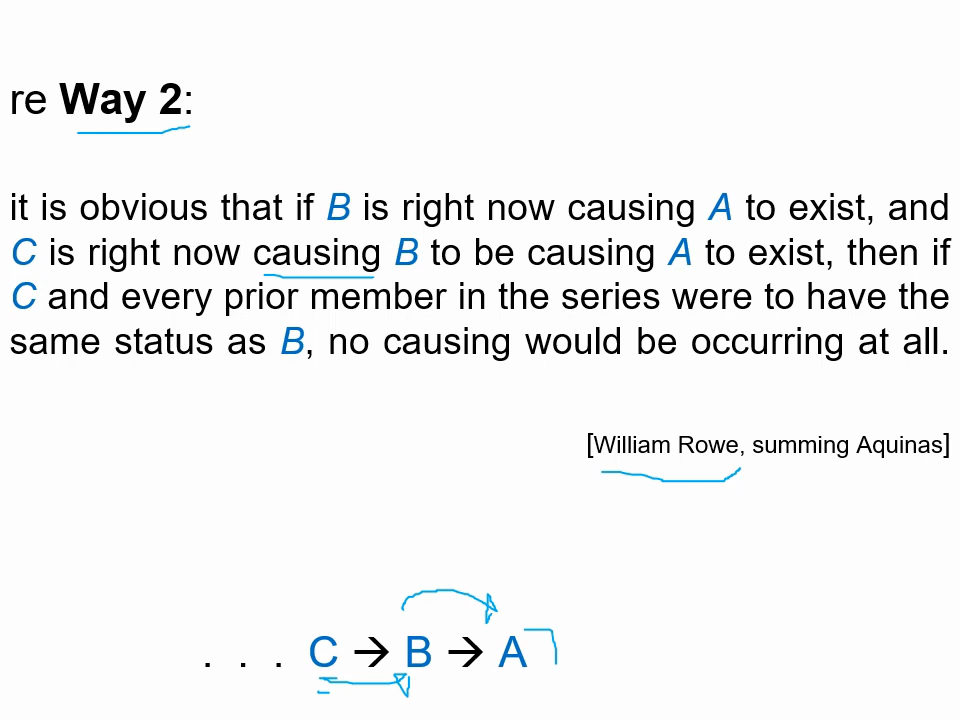 re Way 2:
it is obvious that if B is right now causing A to exist, and
C is right now causing B to be causing A to exist, then if
C and every prior member in the series were to have the
same status as B, no causing would be occurring at all.
[William Rowe, summing Aquinas]
. . . C → B → A